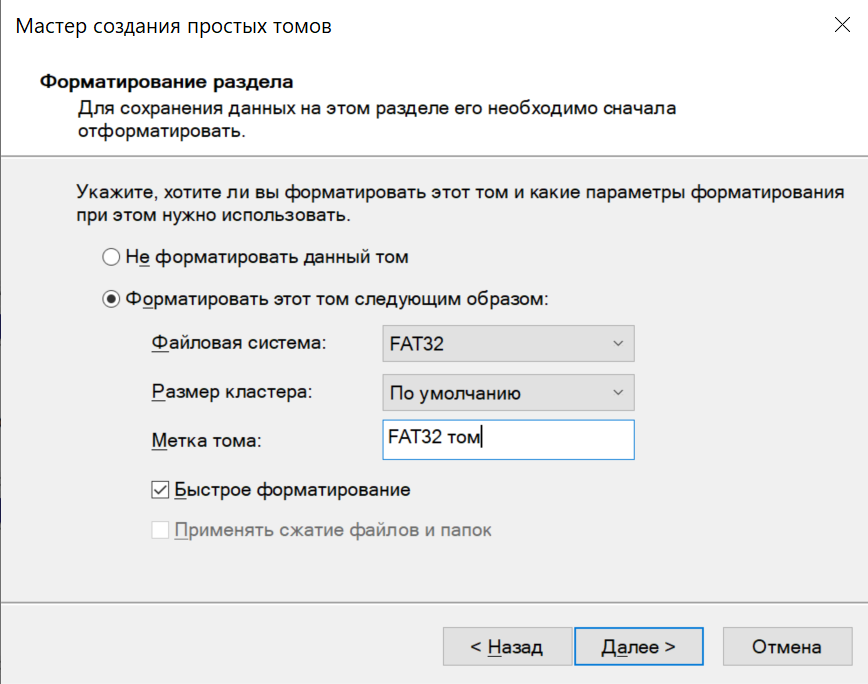 Мастер создания простых томов
Форматирование раздела
Для сохранения данных на этом разделе его необходимо сначала
отформатировать.
Укажите, хотите ли вы форматировать этот том и какие параметры форматирования
при этом нужно использовать.
Не форматировать данный том
Форматировать этот том следующим образом:
Файловая система: FAT32
Размер кластера: По умолчанию
Метка тома: FAT32 том
Быстрое форматирование
Применять сжатие файлов и папок
< Назад Далее > Отмена